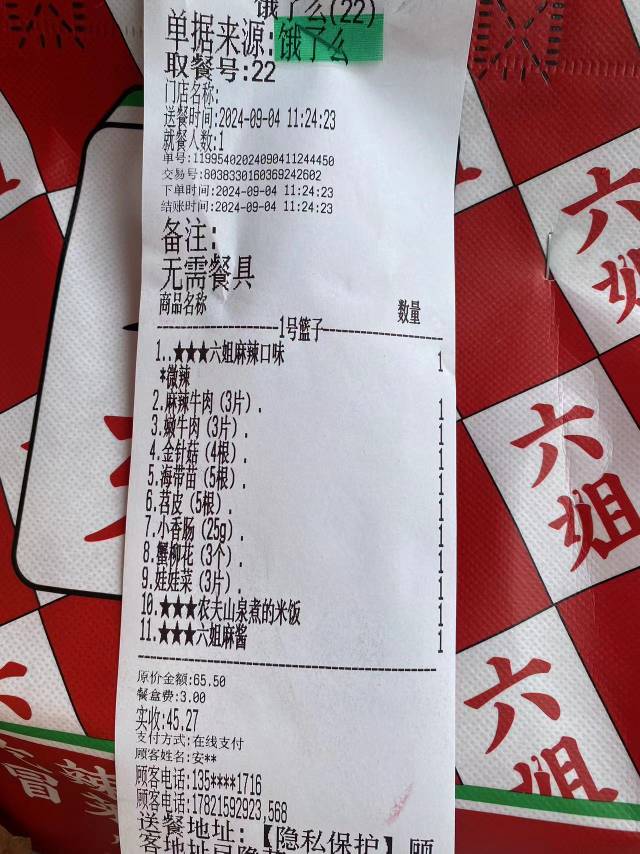 饿了么(22)
单据来源:饿了么
取餐号:22
门店名称:
送餐时间:2024-09-04 11:24:23
就餐人数:1
单号:11995402024090411244450
交易号:8038330160369242602
下单时间:2024-09-04 11:24:23
结账时间:2024-09-04 11:24:23
备注:
无需餐具
商品名称 数量
1号篮子
1..★★★六姐麻辣口味 1
*微辣
2.麻辣牛肉(3片). 1
3.嫩牛肉(3片). 1
4.金针菇(4根). 1
5.海带苗(5根). 1
6.苕皮(5根). 1
7.小香肠(25g). 1
8.蟹柳花(3个). 1
9.娃娃菜(3片). 1
10.★★★农夫山泉煮的米饭 1
11.★★★六姐麻酱 1
原价金额:65.50
餐盒费:3.00
实收:45.27
支付方式:在线支付
顾客姓名:安**
顾客电话:135****1716
顾客电话:17821592923,568
送餐地址:【隐私保护】顾
六姐
六姐
六姐
辣
冒